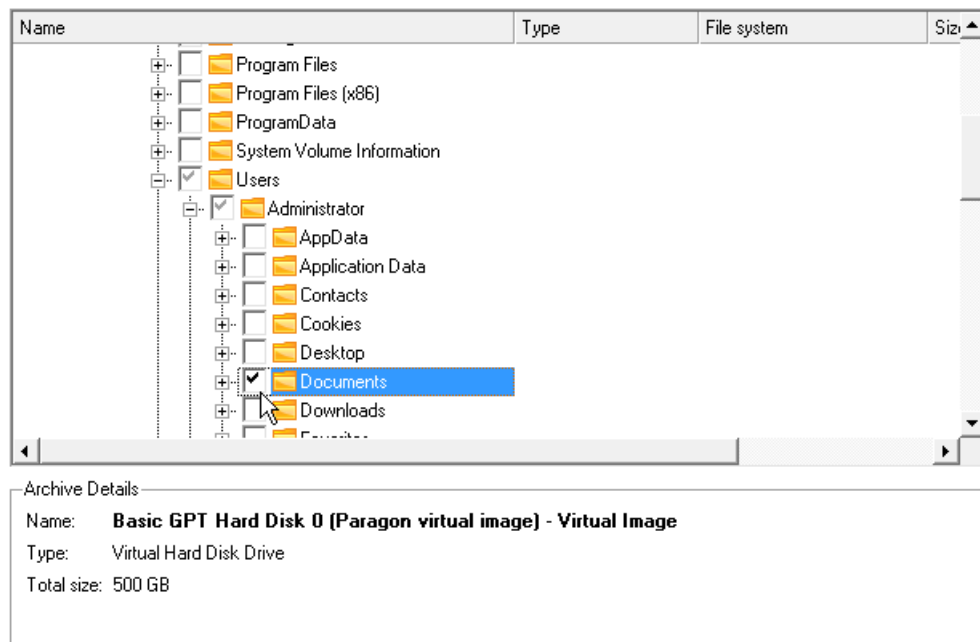 Name Type File system
Program Files
Program Files (x86)
ProgramData
System Volume Information
Users
Administrator
AppData
Application Data
Contacts
Cookies
Desktop
Documents
Downloads
Archive Details
Name: Basic GPT Hard Disk 0 (Paragon virtual image) - Virtual Image
Type: Virtual Hard Disk Drive
Total size: 500 GB